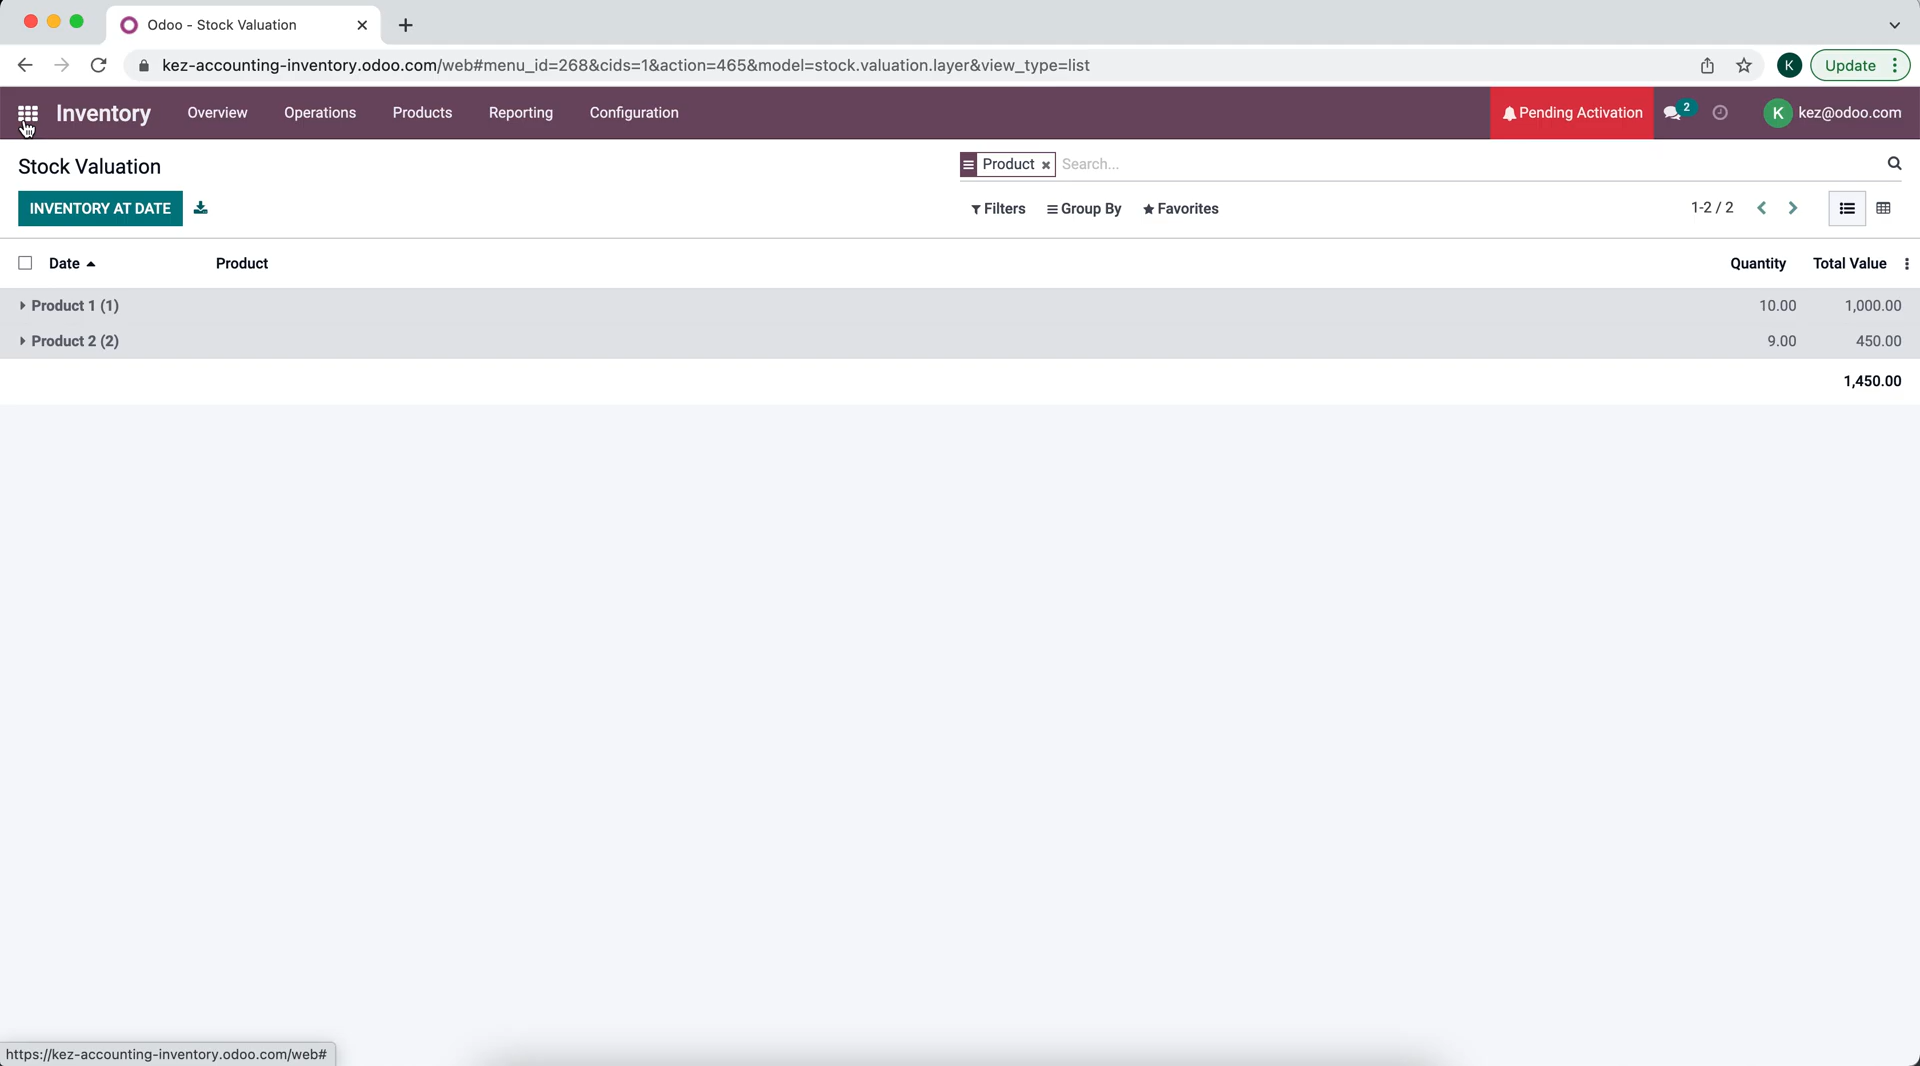 Odoo - Stock Valuation
kez-accounting-inventory.odoo.com/web#menu_id=268&cids=1&action=465&model=stock.valuation.layer&view_type=list
K
Update
Inventory
Overview
Operations
Products
Reporting
Configuration
Pending Activation
2
K
kez@odoo.com
Stock Valuation
Product
Search...
INVENTORY AT DATE
Filters
Group By
Favorites
1-2 / 2
Date
Product
Quantity
Total Value
Product 1 (1)
10.00
1,000.00
Product 2 (2)
9.00
450.00
1,450.00
https://kez-accounting-inventory.odoo.com/web#